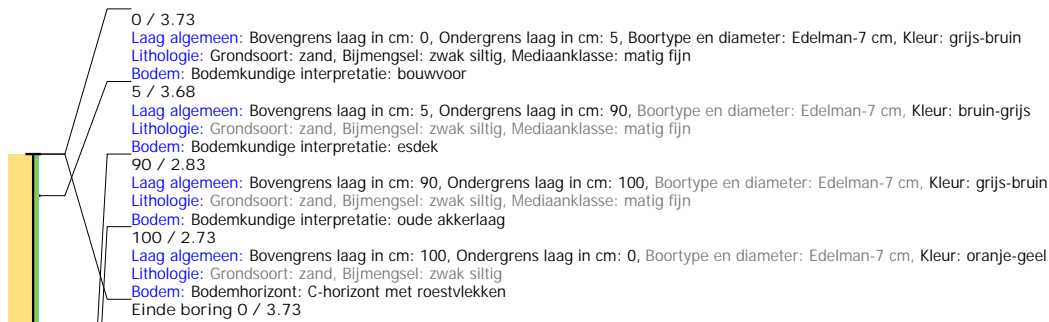 0 / 3.73
Laag algemeen: Bovengrens laag in cm: 0, Ondergrens laag in cm: 5, Boortype en diameter: Edelman-7 cm, Kleur: grijs-bruin
Lithologie: Grondsoort: zand, Bijmengsel: zwak siltig, Mediaanklasse: matig fijn
Bodem: Bodemkundige interpretatie: bouwvoor
5 / 3.68
Laag algemeen: Bovengrens laag in cm: 5, Ondergrens laag in cm: 90, Boortype en diameter: Edelman-7 cm, Kleur: bruin-grijs
Lithologie: Grondsoort: zand, Bijmengsel: zwak siltig, Mediaanklasse: matig fijn
Bodem: Bodemkundige interpretatie: esdek
90 / 2.83
Laag algemeen: Bovengrens laag in cm: 90, Ondergrens laag in cm: 100, Boortype en diameter: Edelman-7 cm, Kleur: grijs-bruin
Lithologie: Grondsoort: zand, Bijmengsel: zwak siltig, Mediaanklasse: matig fijn
Bodem: Bodemkundige interpretatie: oude akkerlaag
100 / 2.73
Laag algemeen: Bovengrens laag in cm: 100, Ondergrens laag in cm: 0, Boortype en diameter: Edelman-7 cm, Kleur: oranje-geel
Lithologie: Grondsoort: zand, Bijmengsel: zwak siltig
Bodem: Bodemhorizont: C-horizont met roestvlekken
Einde boring 0 / 3.73